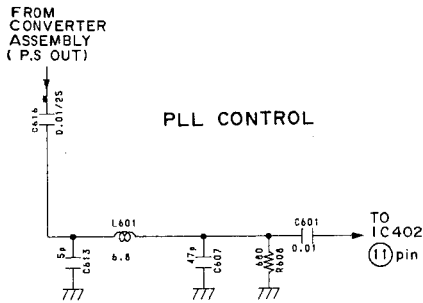 FROM
CONVERTER
ASSEMBLY
( P.S OUT)
C616
0.01/25
PLL CONTROL
L601
6.8
5p
C613
47p
C607
680
R608
C601
0.01
TO
IC402
11 pin